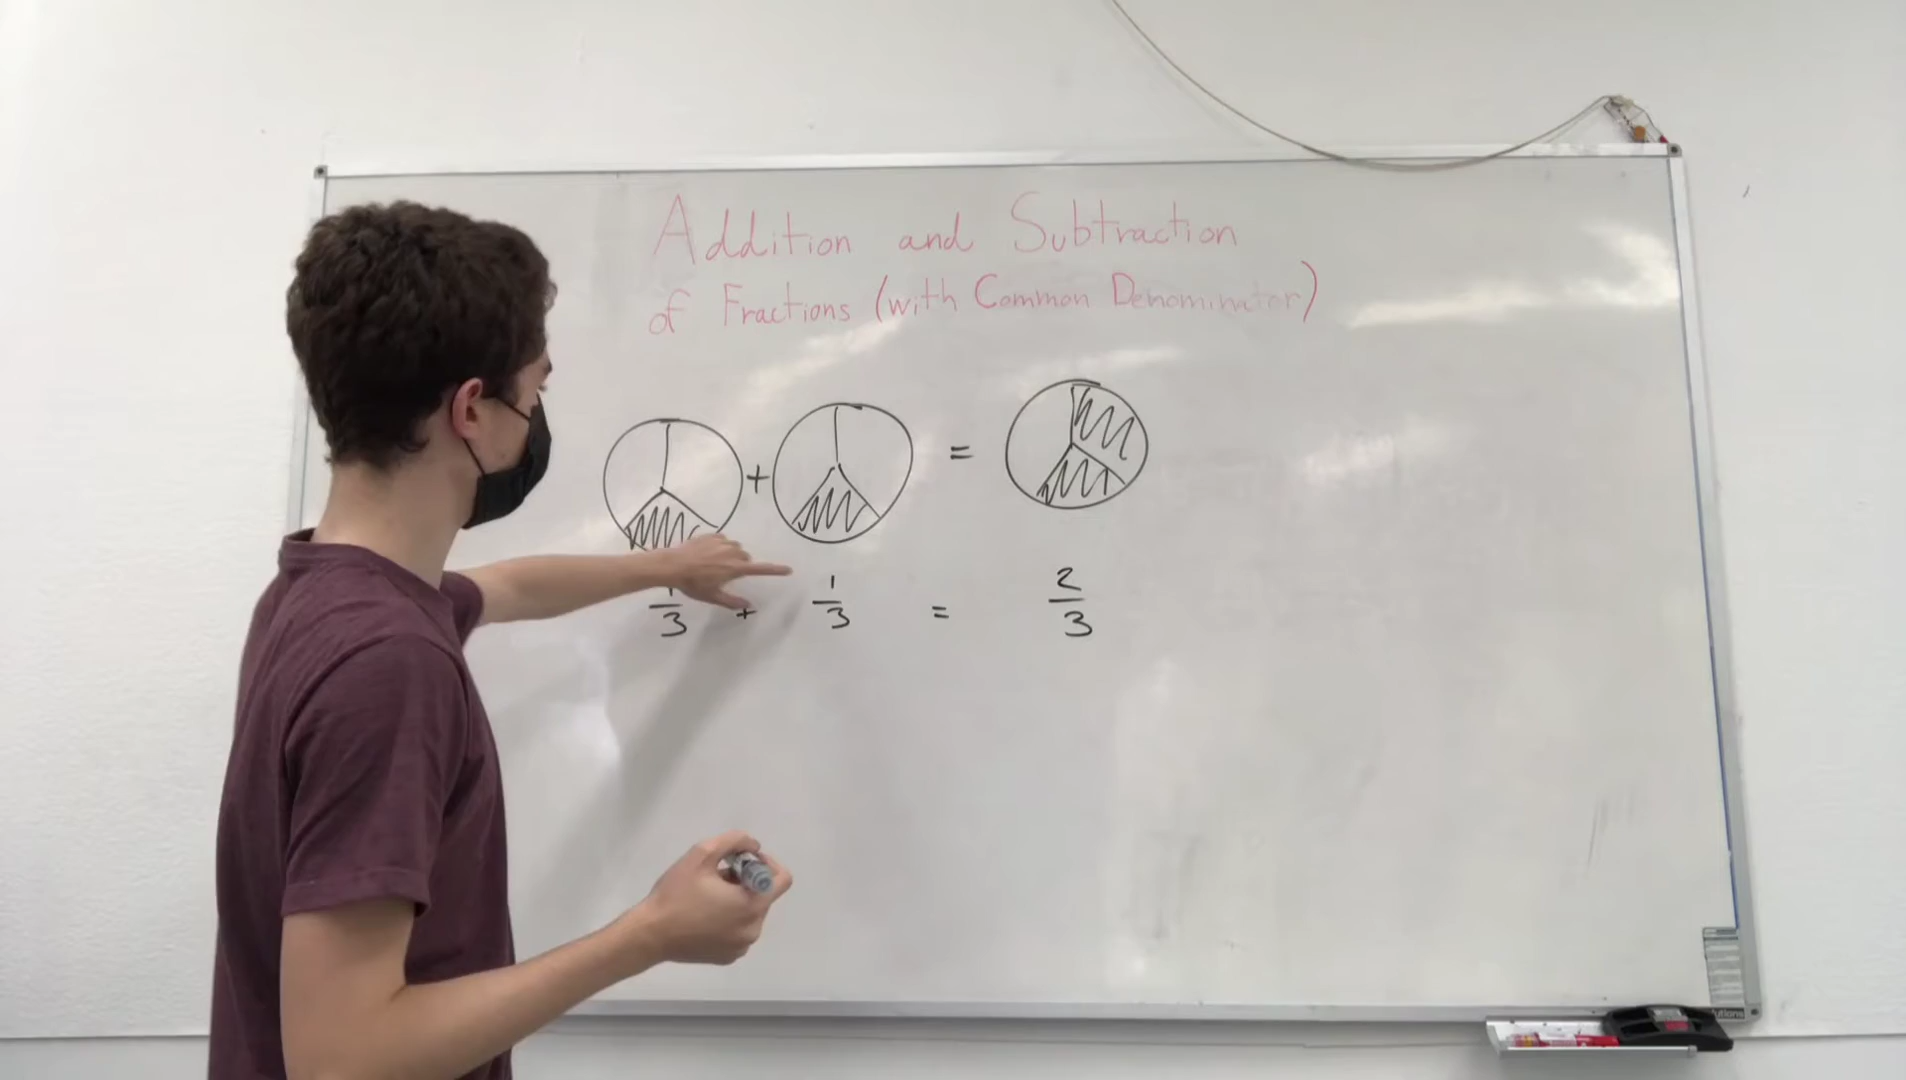 Addition and Subtraction
of Fractions (with Common Denominator)
+ =
1/3 + 1/3 = 2/3